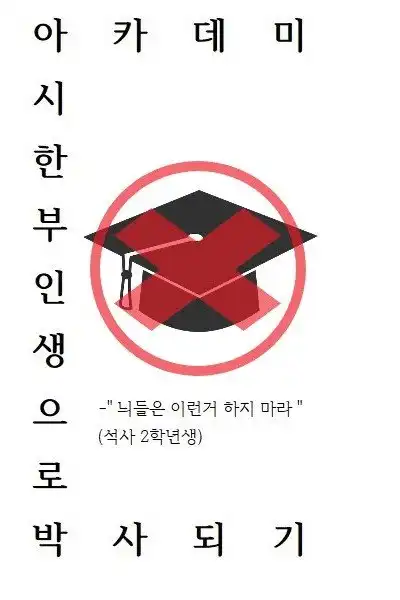 아카데미
시
한
부
인
생
으
로
박사되기
-" 늬들은 이런거 하지 마라 "
(석사 2학년생)